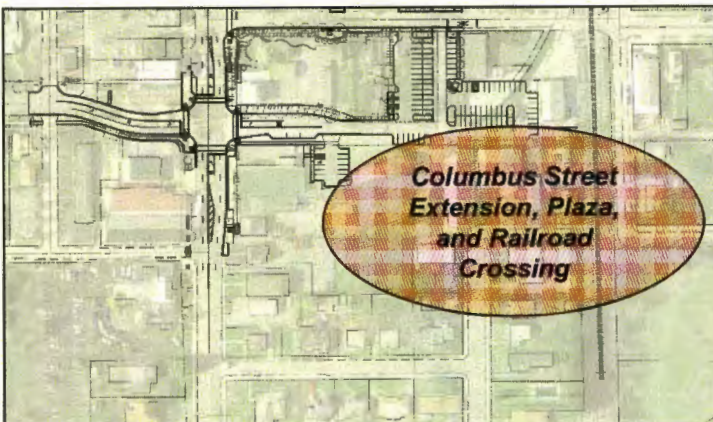 Columbus Street
Extension, Plaza,
and Railroad
Crossing